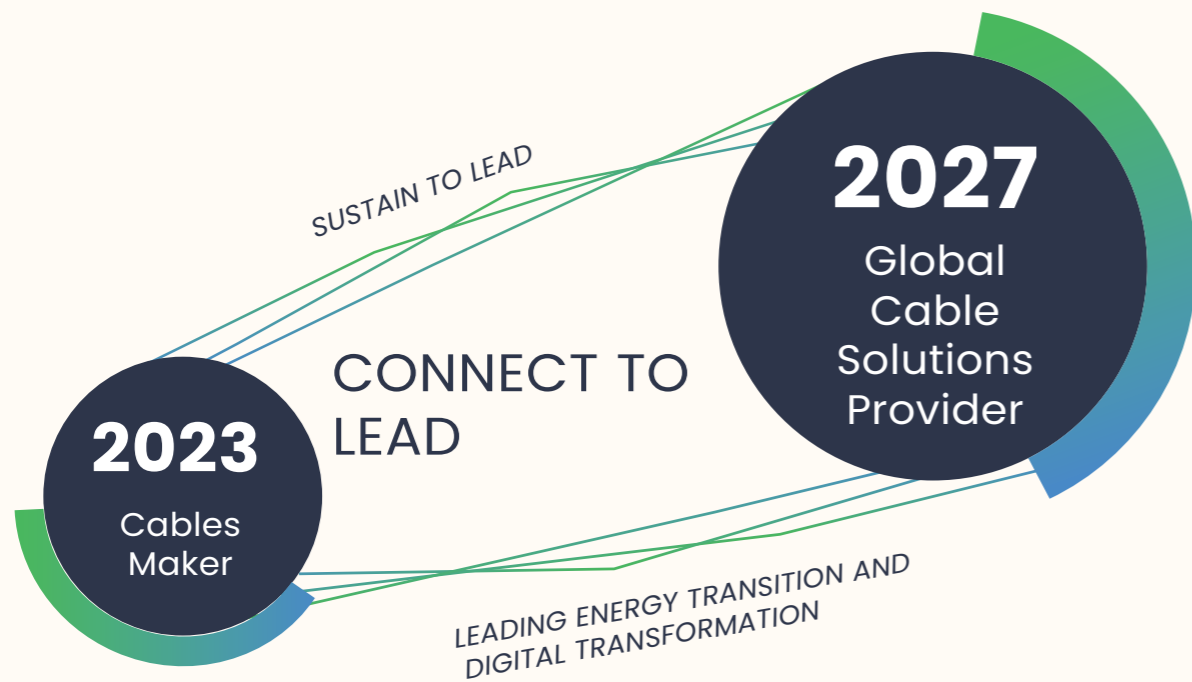 SUSTAIN TO LEAD
2027
Global
Cable
Solutions
Provider
CONNECT TO
LEAD
2023
Cables
Maker
LEADING ENERGY TRANSITION AND
DIGITAL TRANSFORMATION